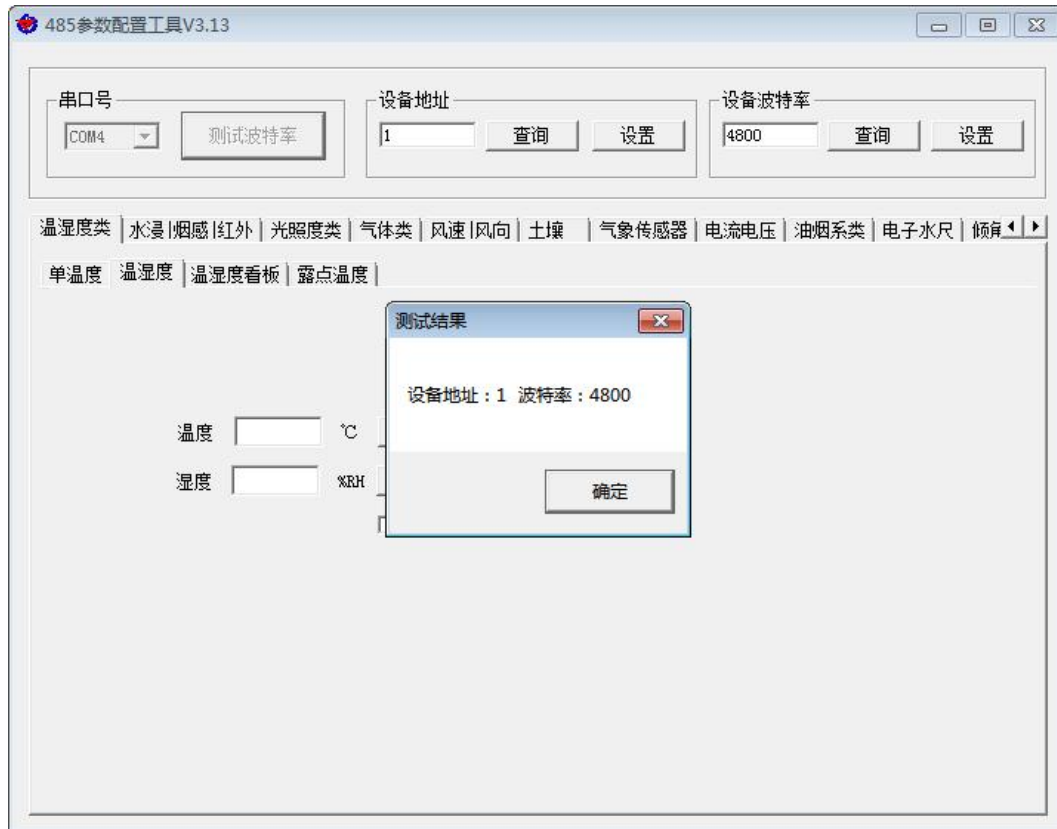 485参数配置工具V3.13
串口号
设备地址
设备波特率
COM4
测试波特率
1
查询
设置
4800
查询
设置
温湿度类 水浸|烟感|红外 光照度类 气体类 风速|风向 土壤 气象传感器 电流电压 油烟系类 电子水尺 倾角
单温度 温湿度 温湿度看板 露点温度
测试结果
设备地址：1 波特率：4800
确定
温度 ℃
湿度 %RH